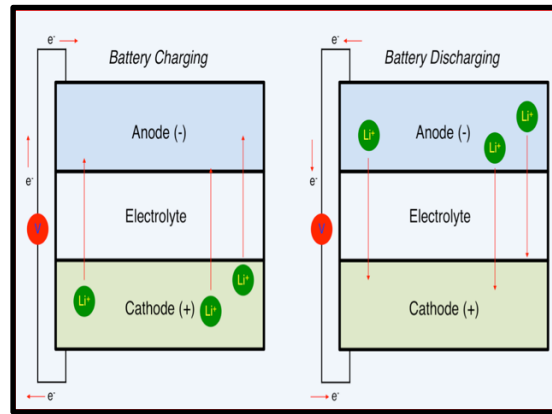 Battery Charging
e-
Anode (-)
e-
Electrolyte
V
Li+
Li+
Cathode (+)
Li+
e-
Battery Discharging
e-
Li+
Anode (-)
Li+
Li+
e-
Electrolyte
V
Cathode (+)
e-